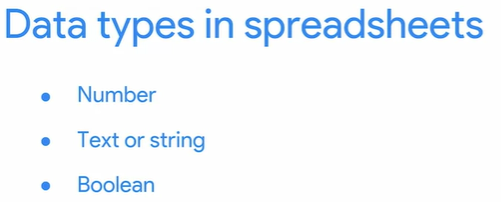 Data types in spreadsheets
• Number
• Text or string
• Boolean